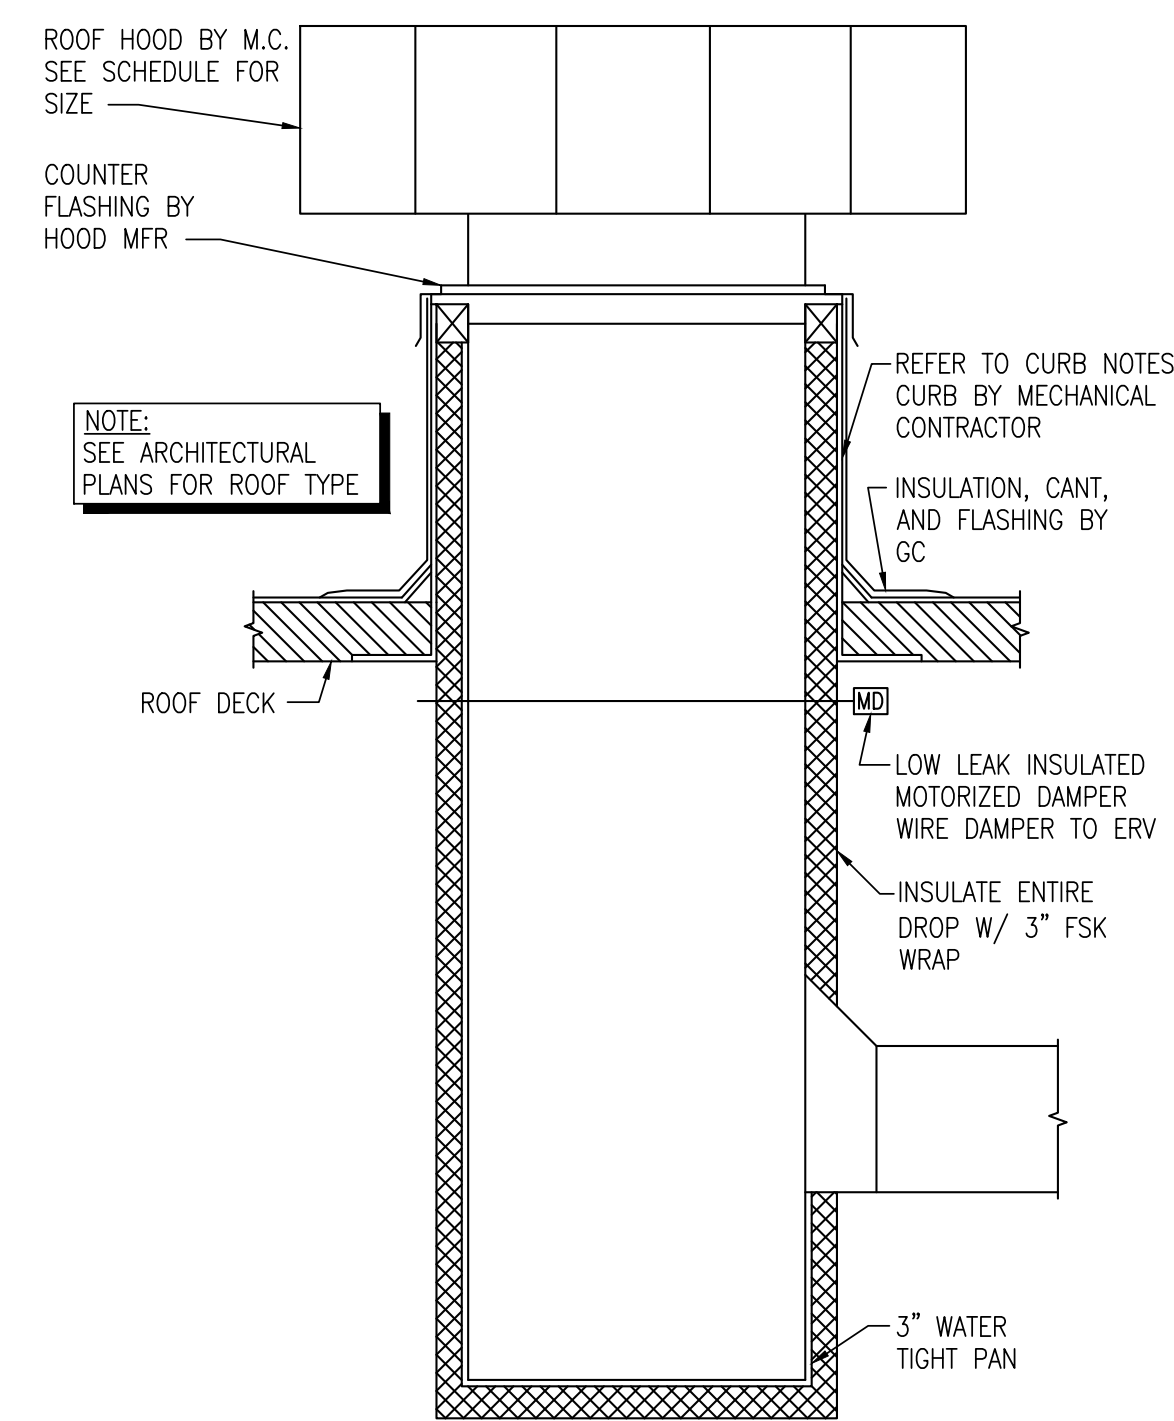 ROOF HOOD BY M.C.
SEE SCHEDULE FOR
SIZE
COUNTER
FLASHING BY
HOOD MFR
NOTE:
SEE ARCHITECTURAL
PLANS FOR ROOF TYPE
REFER TO CURB NOTES
CURB BY MECHANICAL
CONTRACTOR
INSULATION, CANT,
AND FLASHING BY
GC
ROOF DECK
MD
LOW LEAK INSULATED
MOTORIZED DAMPER
WIRE DAMPER TO ERV
INSULATE ENTIRE
DROP W/ 3" FSK
WRAP
3" WATER
TIGHT PAN